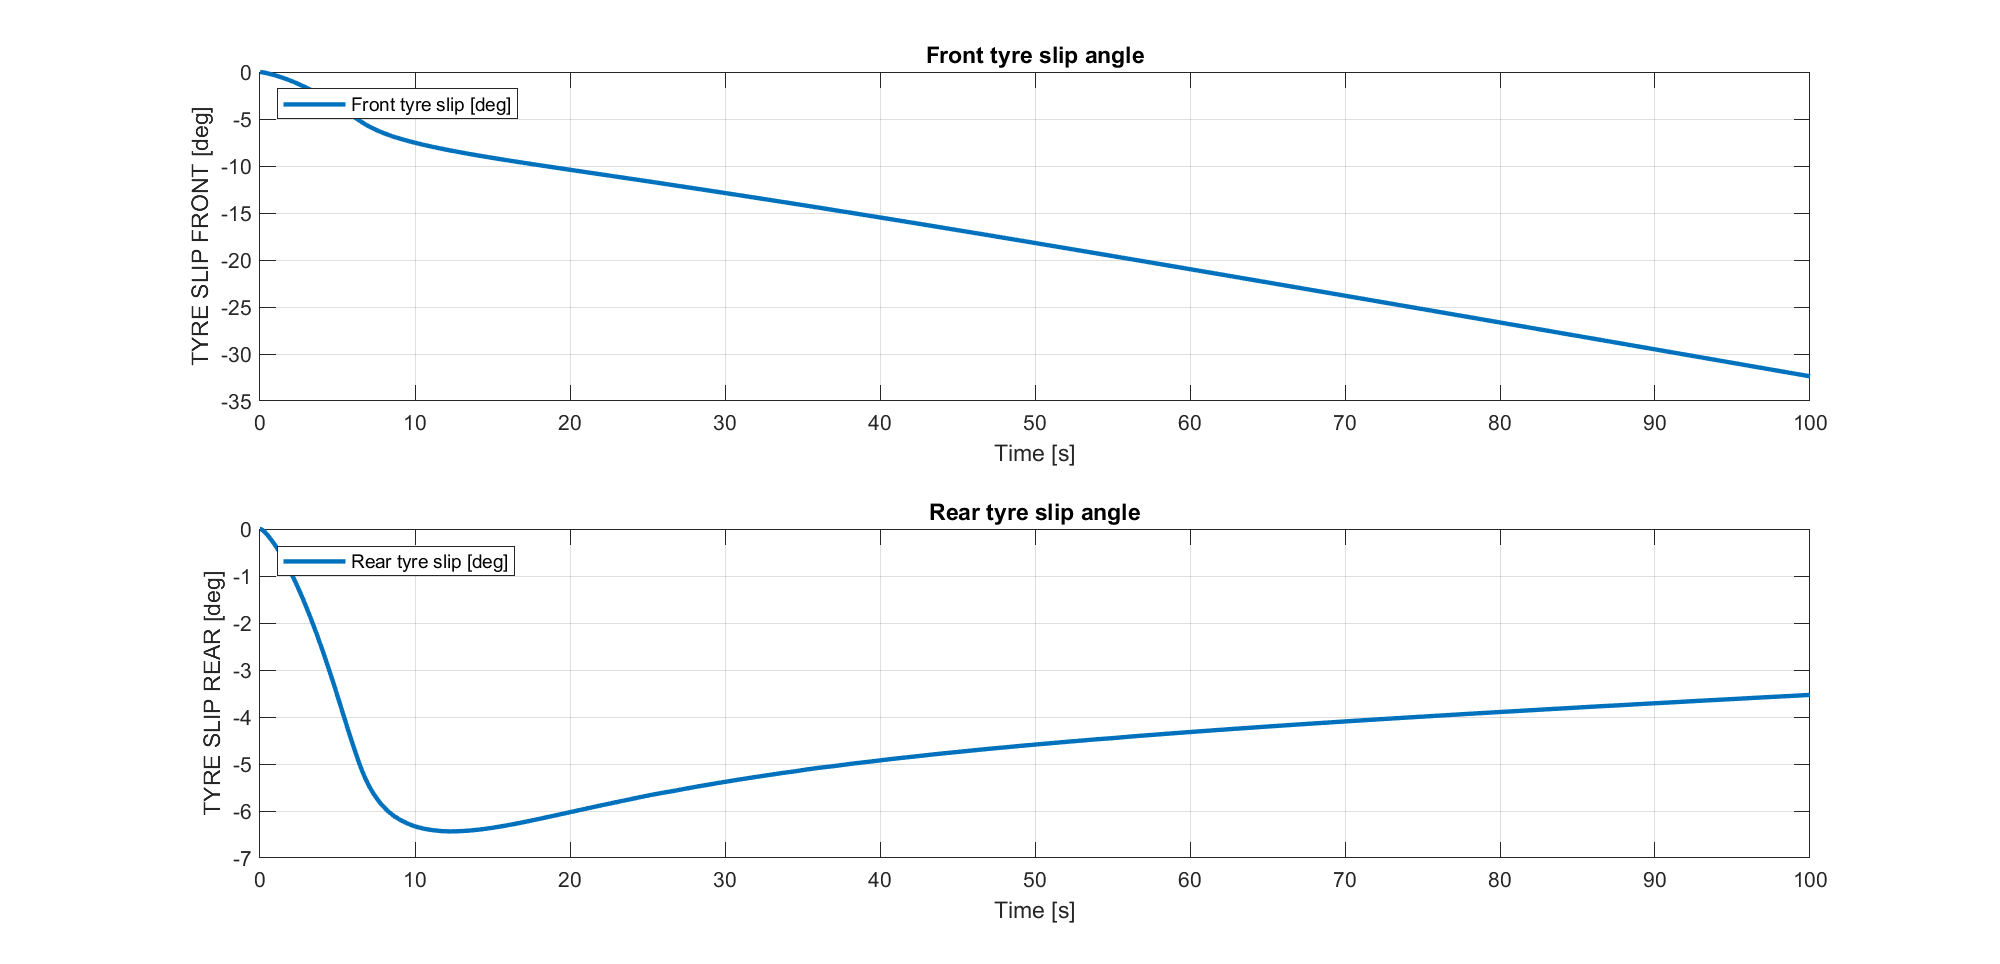 Front tyre slip angle
Front tyre slip [deg]
TYRE SLIP FRONT [deg]
0
-5
-10
-15
-20
-25
-30
-35
0 10 20 30 40 50 60 70 80 90 100
Time [s]
Rear tyre slip angle
Rear tyre slip [deg]
TYRE SLIP REAR [deg]
0
-1
-2
-3
-4
-5
-6
-7
0 10 20 30 40 50 60 70 80 90 100
Time [s]